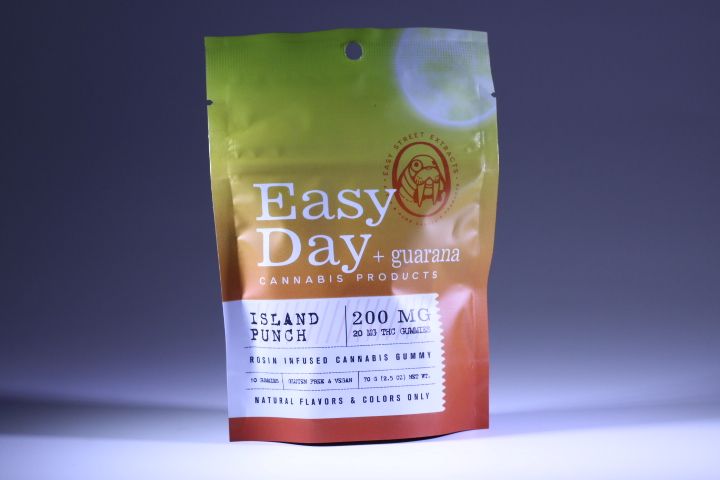 EASY STREET EXTRACTS
Easy
Day + guarana
CANNABIS PRODUCTS
ISLAND
PUNCH
200 MG
20 MG THC GUMMIES
ROSIN INFUSED CANNABIS GUMMY
10 GUMMIES
GLUTEN FREE & VEGAN
70 G (2.5 OZ) NET WT.
NATURAL FLAVORS & COLORS ONLY